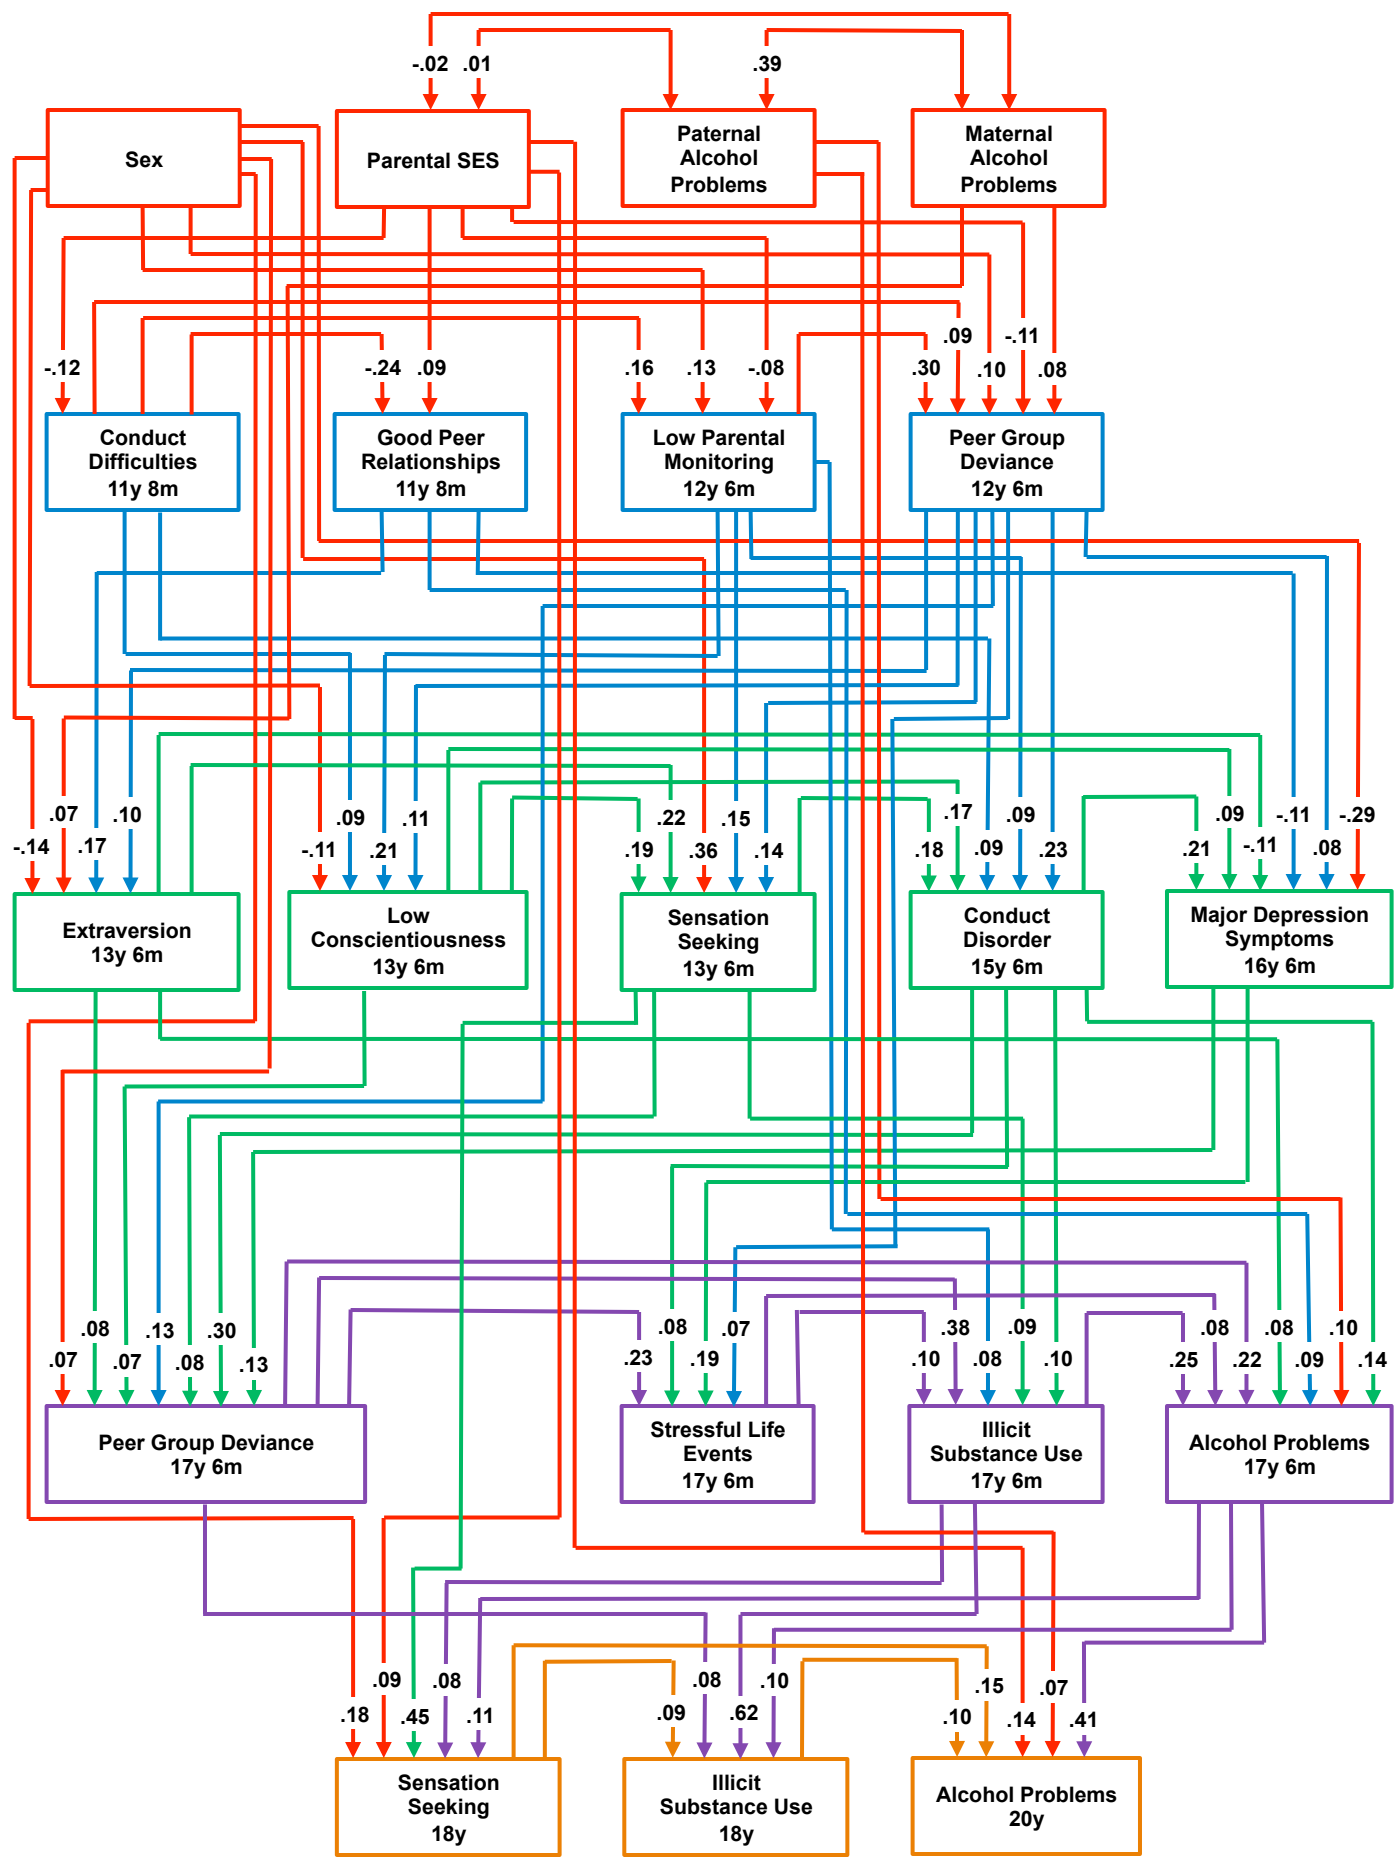 -.02 .01 .39
Sex
Parental SES
Paternal
Alcohol
Problems
Maternal
Alcohol
Problems
-.12 -.24 .09 .16 .13 -.08 .30 .09 .10 -.11 .08
Conduct
Difficulties
11y 8m
Good Peer
Relationships
11y 8m
Low Parental
Monitoring
12y 6m
Peer Group
Deviance
12y 6m
-.14 .07 .17 .10 -.11 .09 .21 .11 .19 .22 .36 .15 .14 .18 .17 .09 .09 .23 .21 .09 -.11 -.11 .08 -.29
Extraversion
13y 6m
Low
Conscientiousness
13y 6m
Sensation
Seeking
13y 6m
Conduct
Disorder
15y 6m
Major Depression
Symptoms
16y 6m
.07 .08 .07 .13 .08 .30 .13 .23 .08 .19 .07 .10 .38 .08 .09 .10 .25 .08 .22 .08 .09 .10 .14
Peer Group Deviance
17y 6m
Stressful Life
Events
17y 6m
Illicit
Substance Use
17y 6m
Alcohol Problems
17y 6m
.18 .09 .45 .08 .11 .09 .08 .62 .10 .10 .15 .14 .07 .41
Sensation
Seeking
18y
Illicit
Substance Use
18y
Alcohol Problems
20y